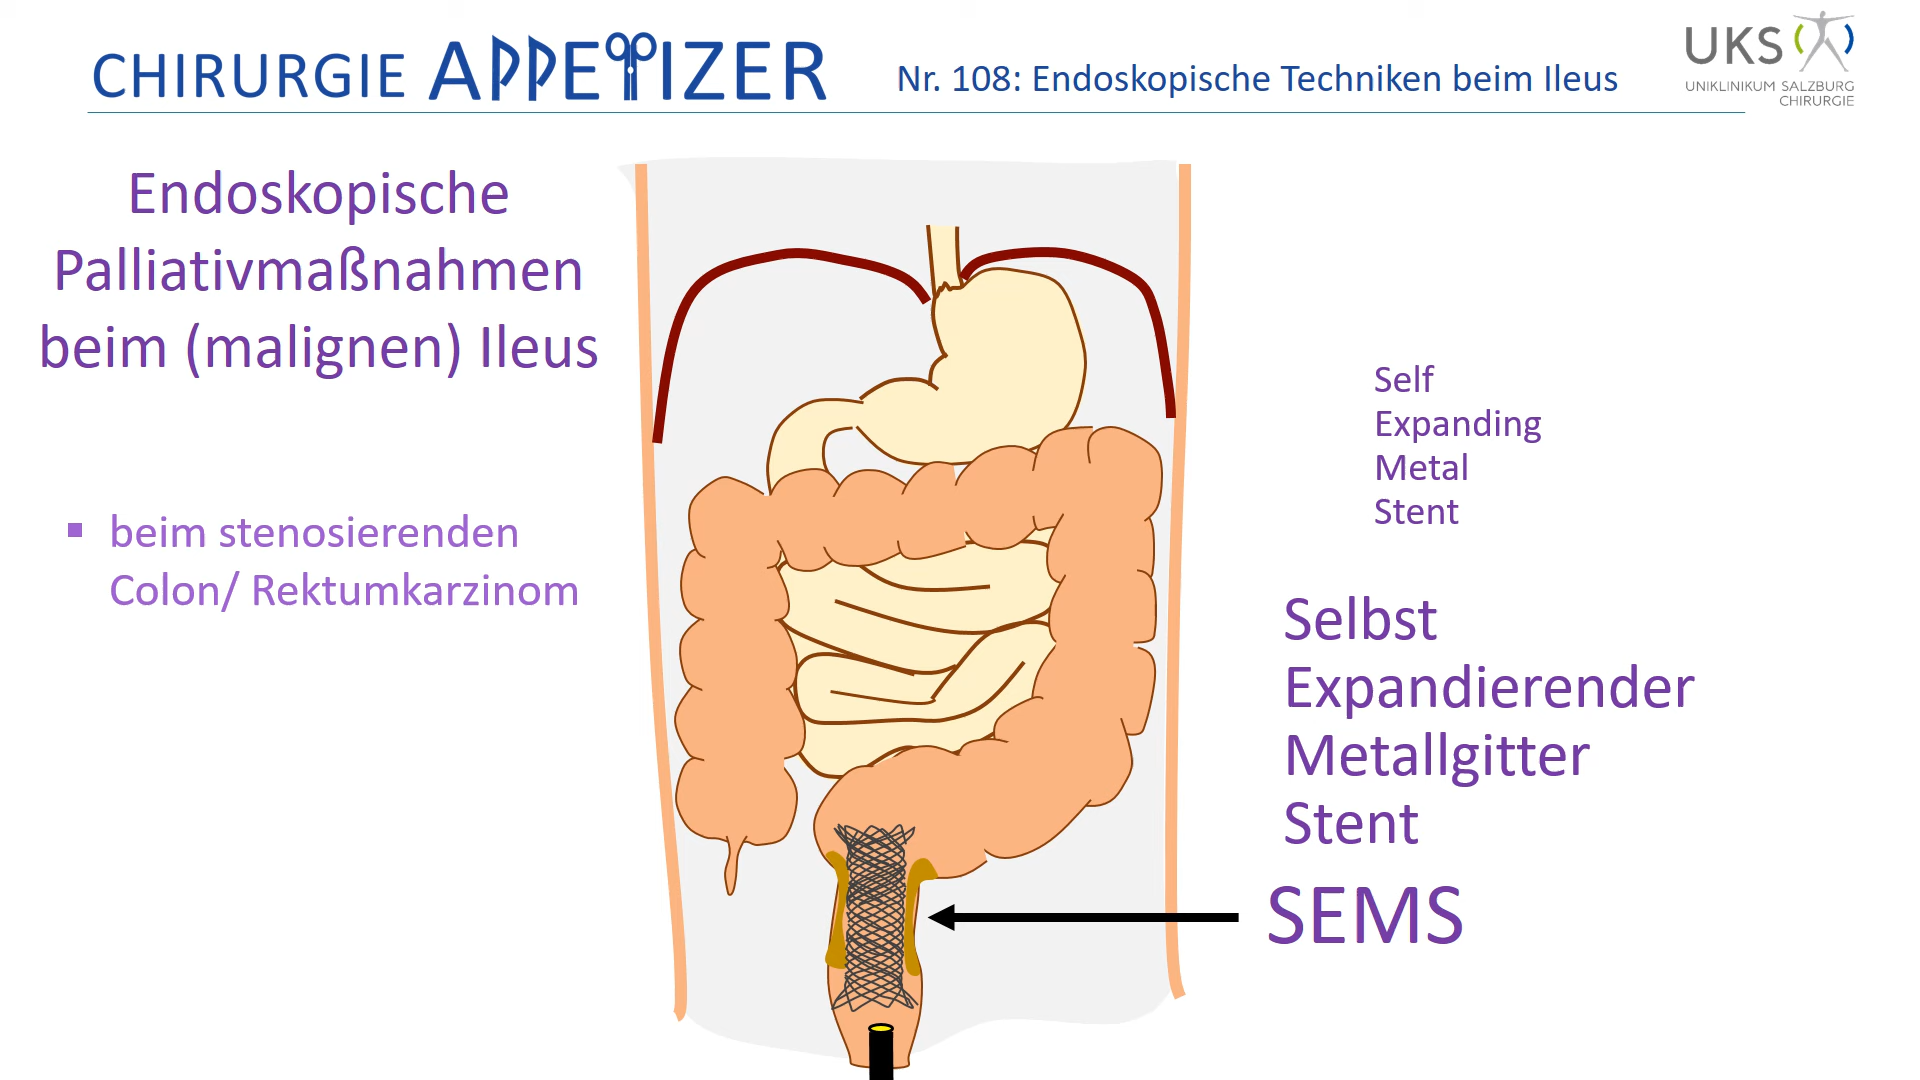 CHIRURGIE APPETIZER
Nr. 108: Endoskopische Techniken beim Ileus
UKS
UNIKLINIKUM SALZBURG
CHIRURGIE
Endoskopische
Palliativmaßnahmen
beim (malignen) Ileus
▪ beim stenosierenden
Colon/ Rektumkarzinom
Self
Expanding
Metal
Stent
Selbst
Expandierender
Metallgitter
Stent
SEMS